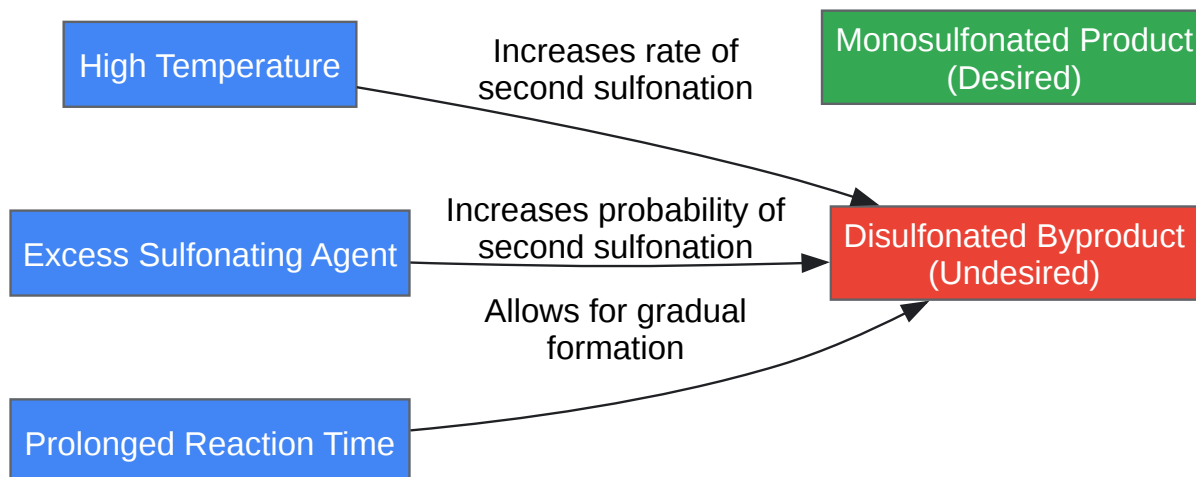 High Temperature
Increases rate of
second sulfonation
Monosulfonated Product
(Desired)
Excess Sulfonating Agent
Increases probability of
second sulfonation
Disulfonated Byproduct
(Undesired)
Allows for gradual
formation
Prolonged Reaction Time